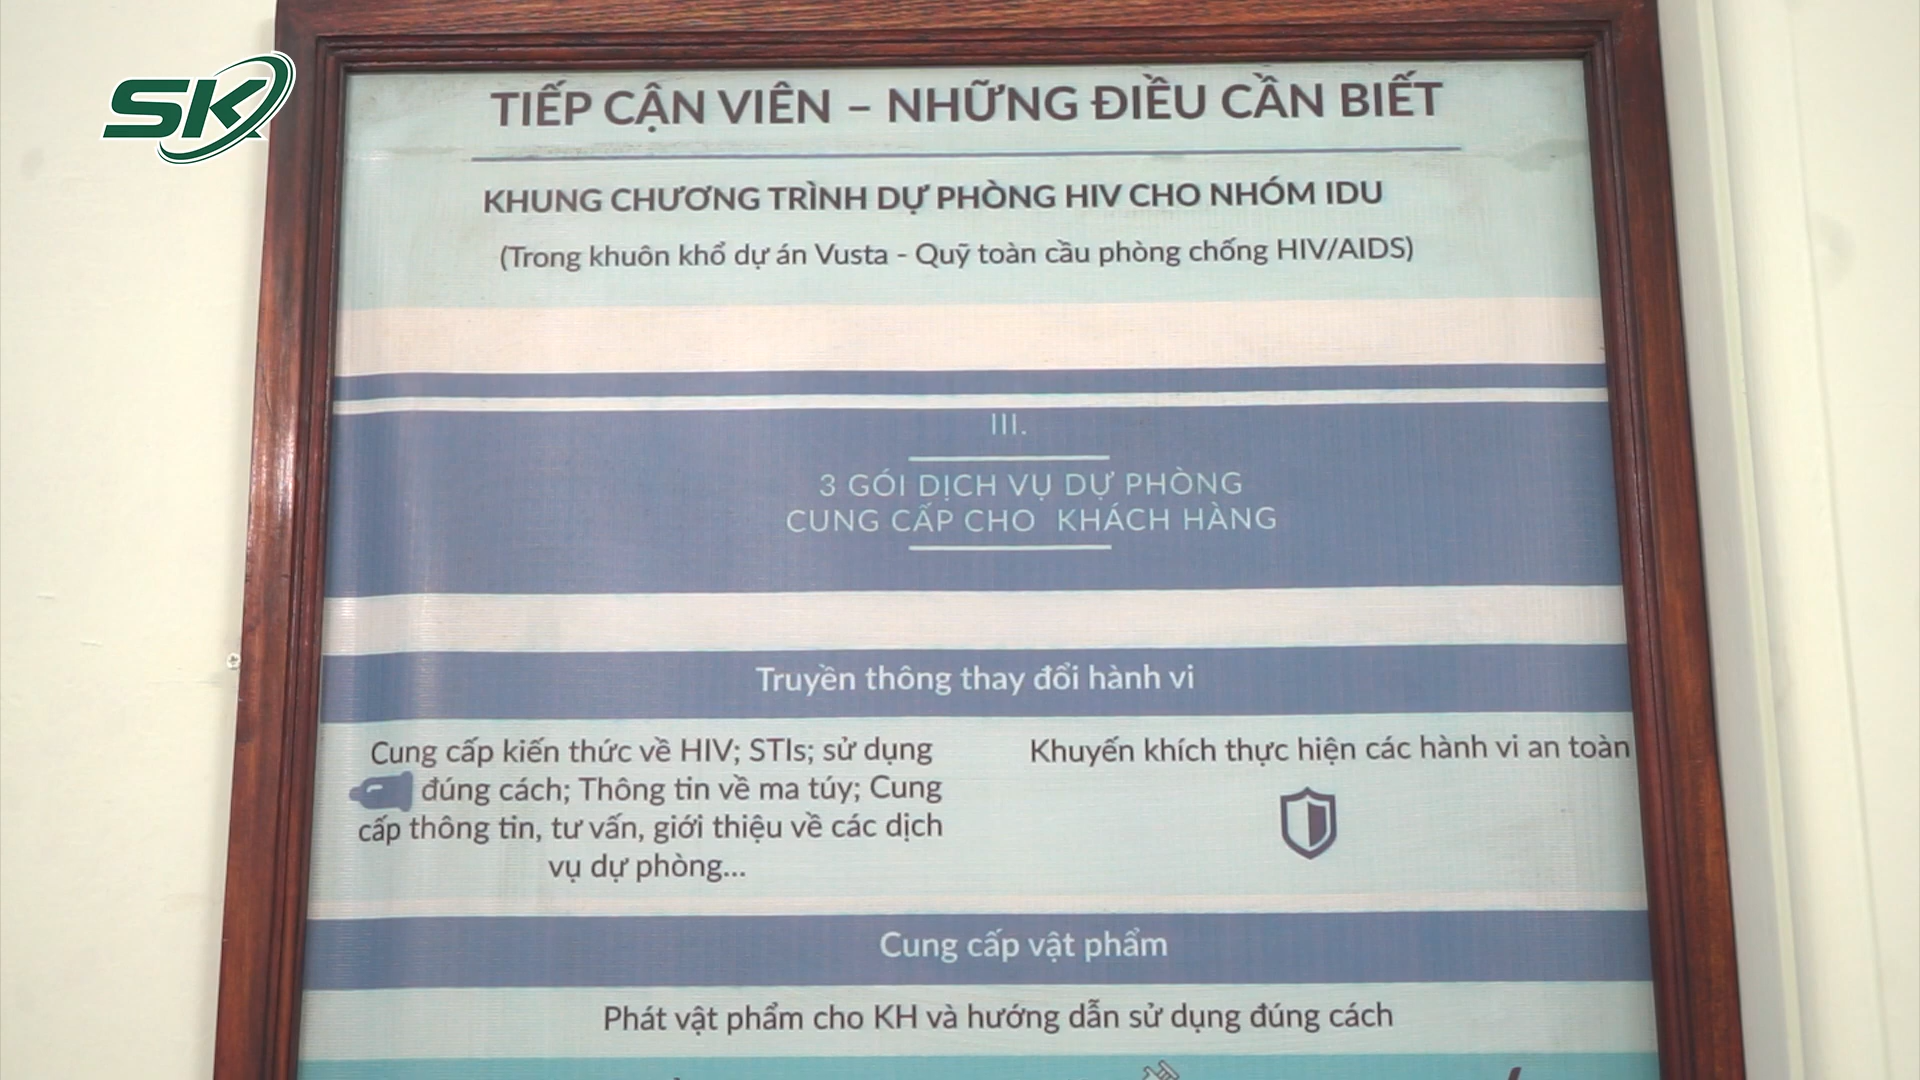 SK
TIẾP CẬN VIÊN – NHỮNG ĐIỀU CẦN BIẾT
KHUNG CHƯƠNG TRÌNH DỰ PHÒNG HIV CHO NHÓM IDU
(Trong khuôn khổ dự án Vusta - Quỹ toàn cầu phòng chống HIV/AIDS)
III.
3 GÓI DỊCH VỤ DỰ PHÒNG
CUNG CẤP CHO KHÁCH HÀNG
Truyền thông thay đổi hành vi
Cung cấp kiến thức về HIV; STIs; sử dụng
đúng cách; Thông tin về ma túy; Cung
cấp thông tin, tư vấn, giới thiệu về các dịch
vụ dự phòng...
Khuyến khích thực hiện các hành vi an toàn
Cung cấp vật phẩm
Phát vật phẩm cho KH và hướng dẫn sử dụng đúng cách